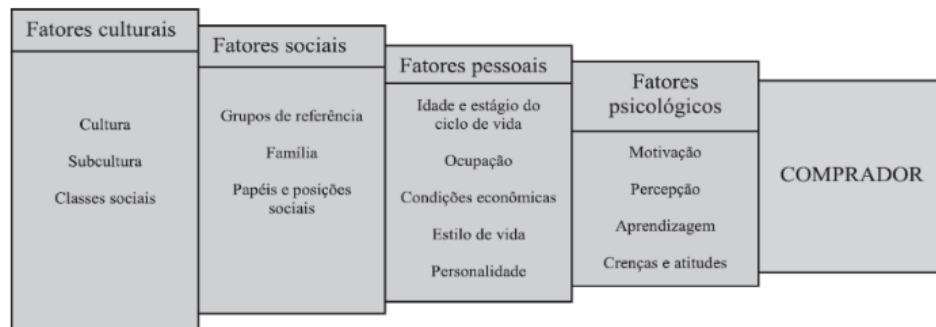 Fatores culturais
Cultura
Subcultura
Classes sociais
Fatores sociais
Grupos de referência
Família
Papéis e posições
sociais
Fatores pessoais
Idade e estágio do
ciclo de vida
Ocupação
Condições econômicas
Estilo de vida
Personalidade
Fatores
psicológicos
Motivação
Percepção
Aprendizagem
Crenças e atitudes
COMPRADOR